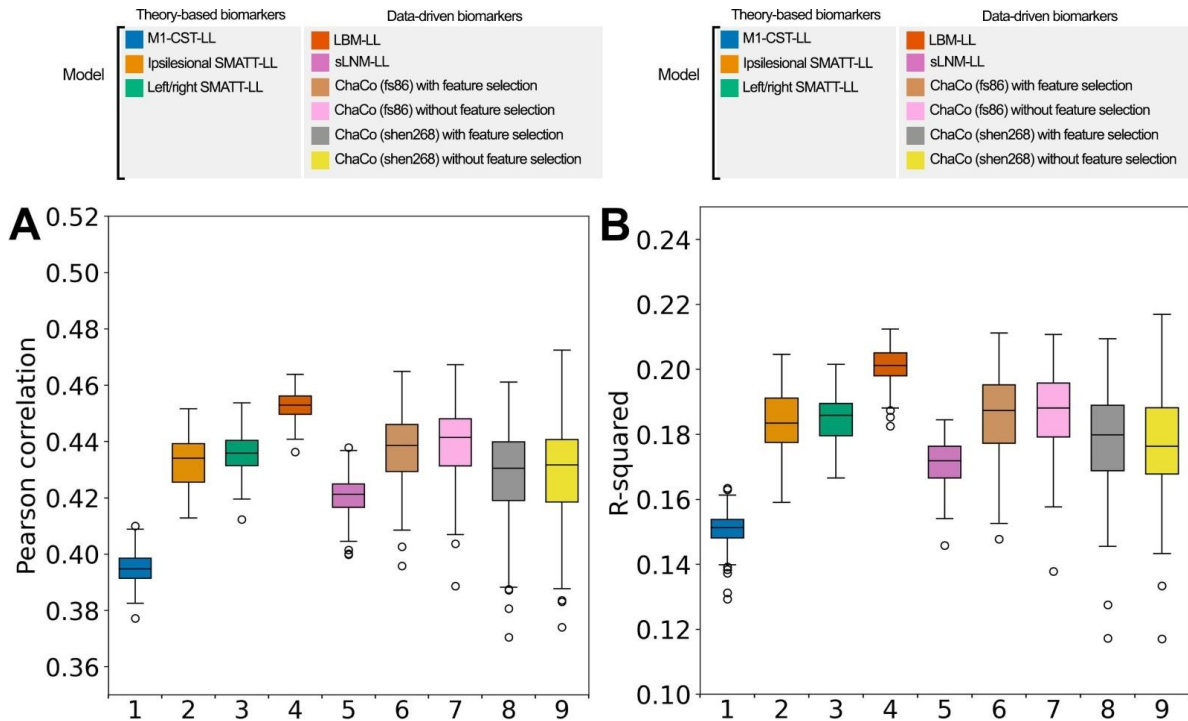 Theory-based biomarkers
Data-driven biomarkers
Model
M1-CST-LL
Ipsilesional SMATT-LL
Left/right SMATT-LL
LBM-LL
sLNM-LL
ChaCo (fs86) with feature selection
ChaCo (fs86) without feature selection
ChaCo (shen268) with feature selection
ChaCo (shen268) without feature selection
Theory-based biomarkers
Data-driven biomarkers
Model
M1-CST-LL
Ipsilesional SMATT-LL
Left/right SMATT-LL
LBM-LL
sLNM-LL
ChaCo (fs86) with feature selection
ChaCo (fs86) without feature selection
ChaCo (shen268) with feature selection
ChaCo (shen268) without feature selection
A
Pearson correlation
0.52
0.50
0.48
0.46
0.44
0.42
0.40
0.38
0.36
1 2 3 4 5 6 7 8 9
B
R-squared
0.24
0.22
0.20
0.18
0.16
0.14
0.12
0.10
1 2 3 4 5 6 7 8 9